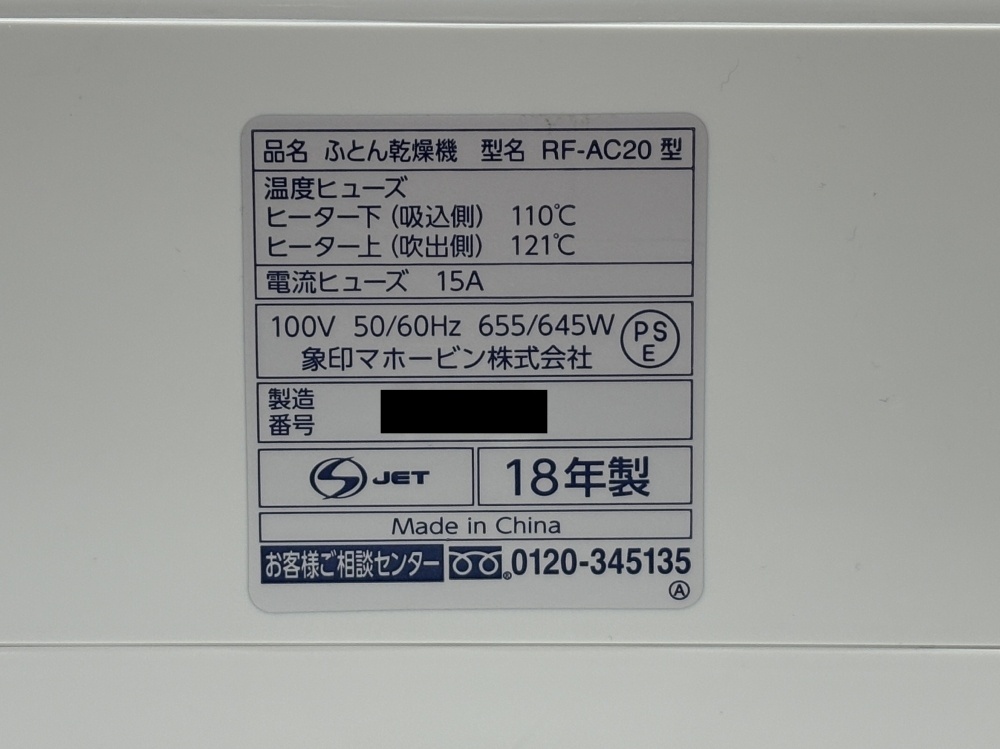 品名 ふとん乾燥機 型名 RF-AC20 型
温度ヒューズ
ヒーター下 (吸込側) 110℃
ヒーター上 (吹出側) 121℃
電流ヒューズ 15A
100V 50/60Hz 655/645W
象印マホービン株式会社
PS
E
製造
番号
JET
18年製
Made in China
お客様ご相談センター 0120-345135
Ⓐ